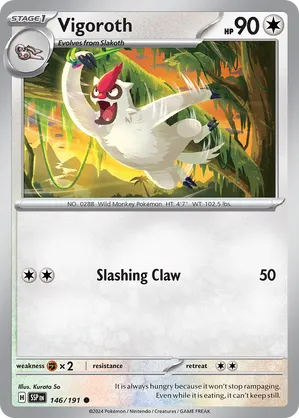 STAGE 1
Vigoroth
HP 90
Evolves from Slakoth
NO. 0288 Wild Monkey Pokémon HT: 4'7" WT: 102.5 lbs.
Slashing Claw 50
weakness ×2 resistance retreat
Illus. Kurata So
It is always hungry because it won't stop rampaging.
Even while it is eating, it can't keep still.
H SSP EN 146/191
©2024 Pokémon / Nintendo / Creatures / GAME FREAK